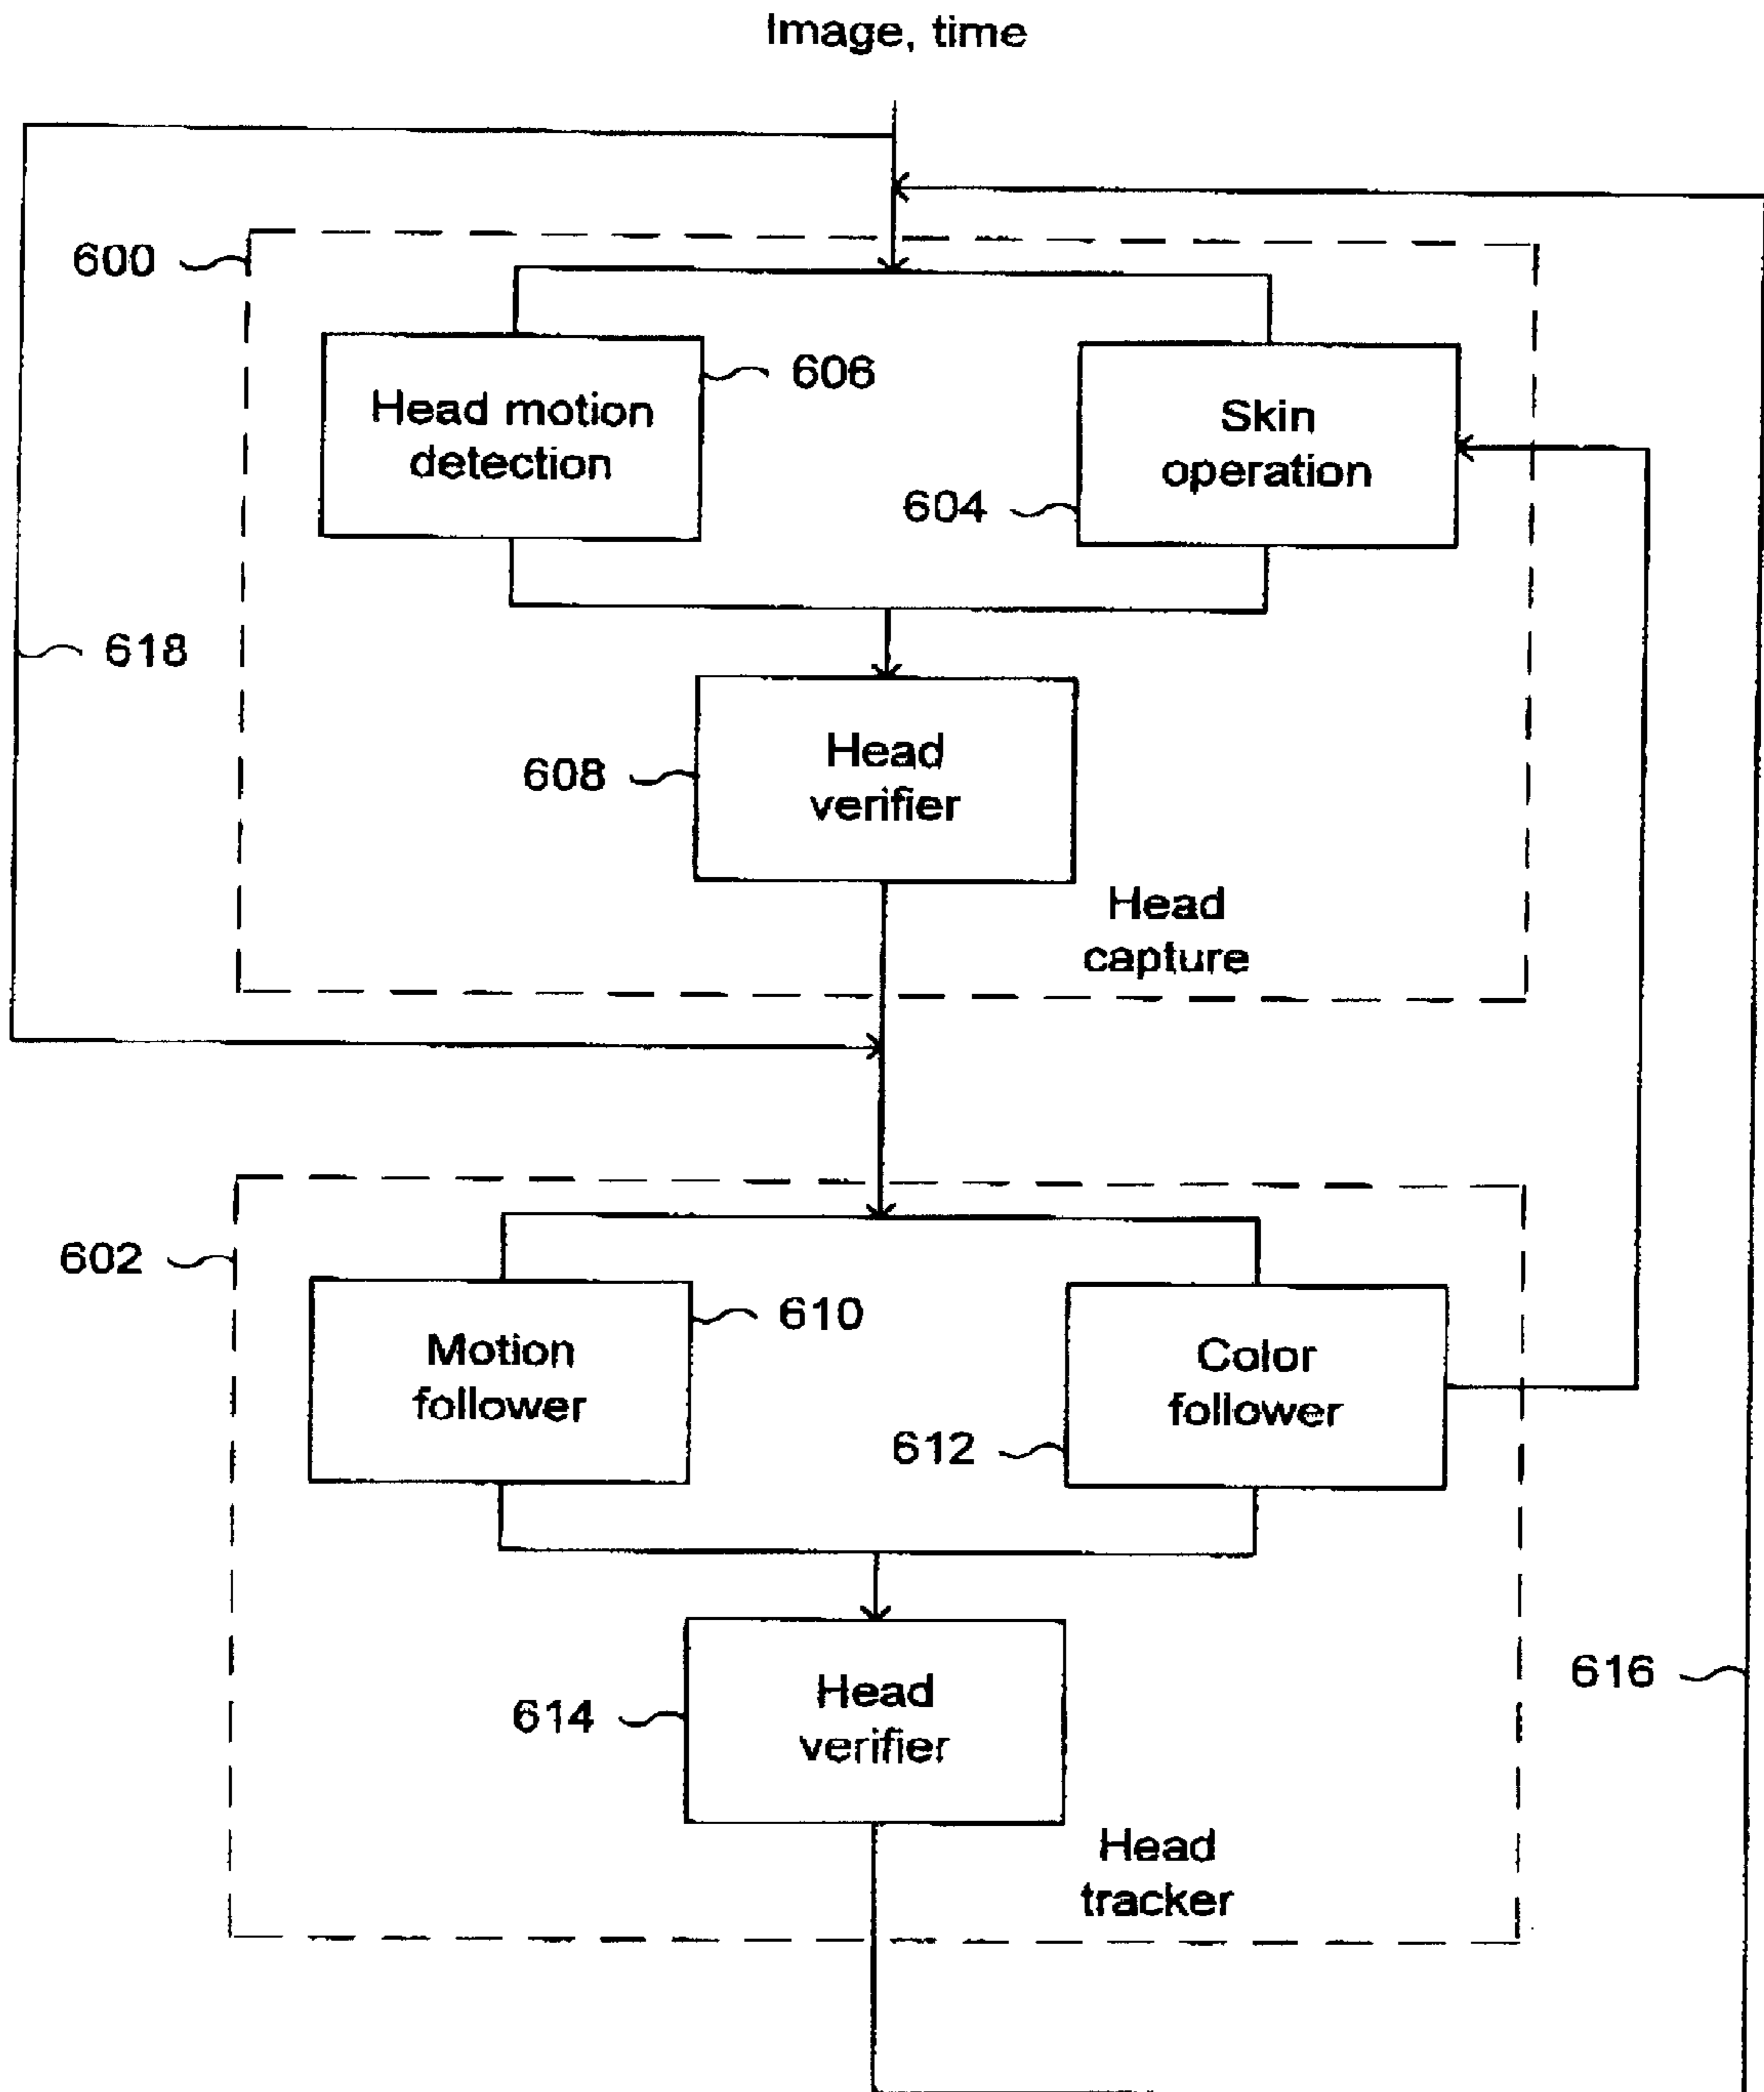 Image, time
600
606
Head motion
detection
Skin
operation
604
618
608
Head
verifier
Head
capture
602
610
Motion
follower
Color
follower
612
616
614
Head
verifier
Head
tracker